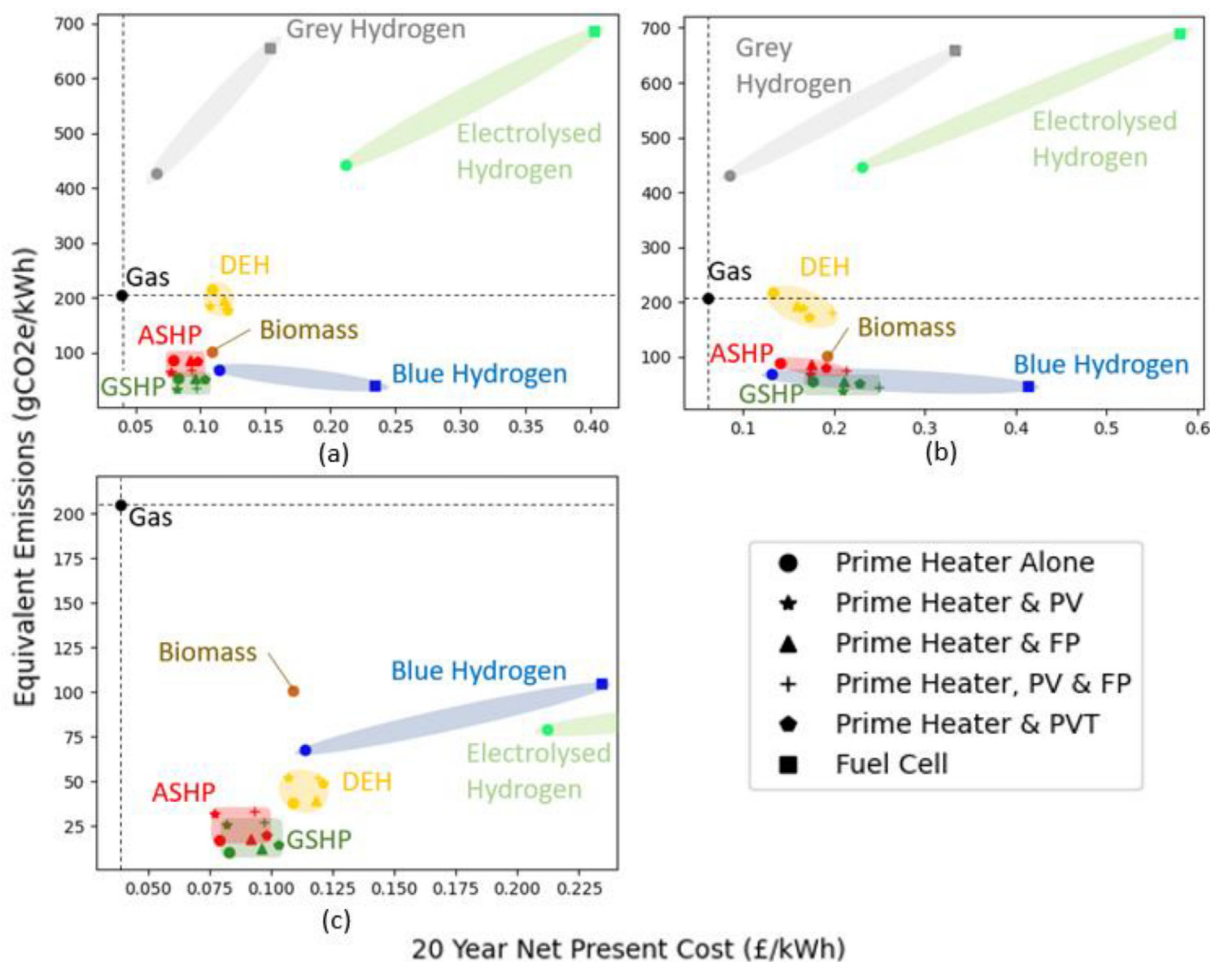 Equivalent Emissions (gCO2e/kWh)
700
600
500
400
300
200
100
0
Grey Hydrogen
Electrolysed
Hydrogen
Gas
DEH
Biomass
ASHP
GSHP
Blue Hydrogen
0.05 0.10 0.15 0.20 0.25 0.30 0.35 0.40
(a)
700
600
500
400
300
200
100
Grey
Hydrogen
Electrolysed
Hydrogen
Gas
DEH
Biomass
ASHP
GSHP
Blue Hydrogen
0.1 0.2 0.3 0.4 0.5 0.6
(b)
200
175
150
125
100
75
50
25
Gas
Biomass
Blue Hydrogen
Electrolysed
Hydrogen
DEH
ASHP
GSHP
0.050 0.075 0.100 0.125 0.150 0.175 0.200 0.225
(c)
Prime Heater Alone
Prime Heater & PV
Prime Heater & FP
Prime Heater, PV & FP
Prime Heater & PVT
Fuel Cell
20 Year Net Present Cost (£/kWh)